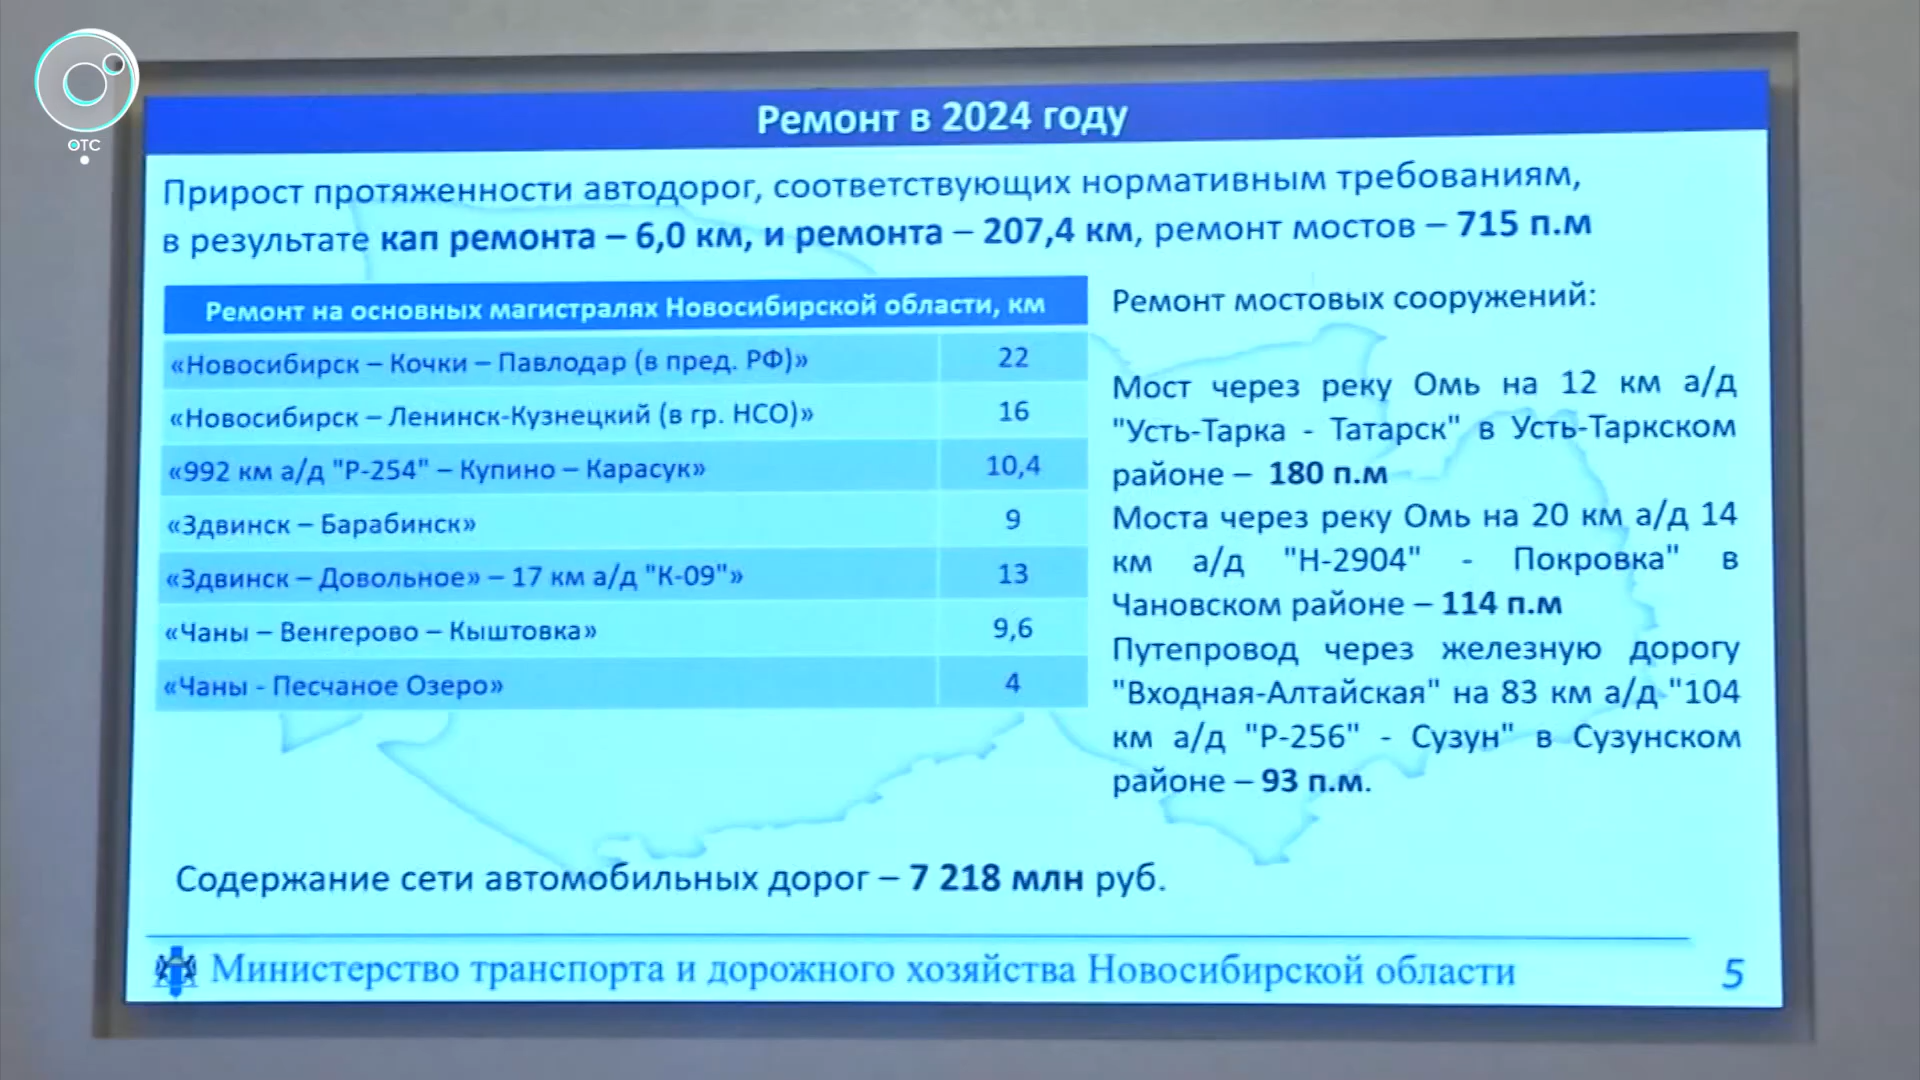 ОТС
Ремонт в 2024 году
Прирост протяженности автодорог, соответствующих нормативным требованиям,
в результате кап ремонта – 6,0 км, и ремонта – 207,4 км, ремонт мостов – 715 п.м
Ремонт на основных магистралях Новосибирской области, км
«Новосибирск – Кочки – Павлодар (в пред. РФ)» 22
«Новосибирск – Ленинск-Кузнецкий (в гр. НСО)» 16
«992 км а/д "Р-254" – Купино – Карасук» 10,4
«Здвинск – Барабинск» 9
«Здвинск – Довольное» – 17 км а/д "К-09"» 13
«Чаны – Венгерово – Кыштовка» 9,6
«Чаны - Песчаное Озеро» 4
Ремонт мостовых сооружений:
Мост через реку Омь на 12 км а/д
"Усть-Тарка - Татарск" в Усть-Таркском
районе – 180 п.м
Моста через реку Омь на 20 км а/д 14
км а/д "Н-2904" - Покровка" в
Чановском районе – 114 п.м
Путепровод через железную дорогу
"Входная-Алтайская" на 83 км а/д "104
км а/д "Р-256" - Сузун" в Сузунском
районе – 93 п.м.
Содержание сети автомобильных дорог – 7 218 млн руб.
Министерство транспорта и дорожного хозяйства Новосибирской области 5